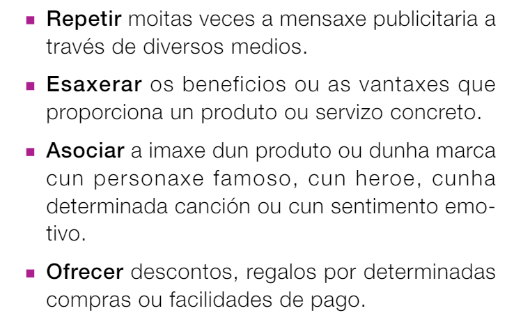 ▪ Repetir moitas veces a mensaxe publicitaria a
través de diversos medios.
▪ Esaxerar os beneficios ou as vantaxes que
proporciona un produto ou servizo concreto.
▪ Asociar a imaxe dun produto ou dunha marca
cun personaxe famoso, cun heroe, cunha
determinada canción ou cun sentimento emo-
tivo.
▪ Ofrecer descontos, regalos por determinadas
compras ou facilidades de pago.